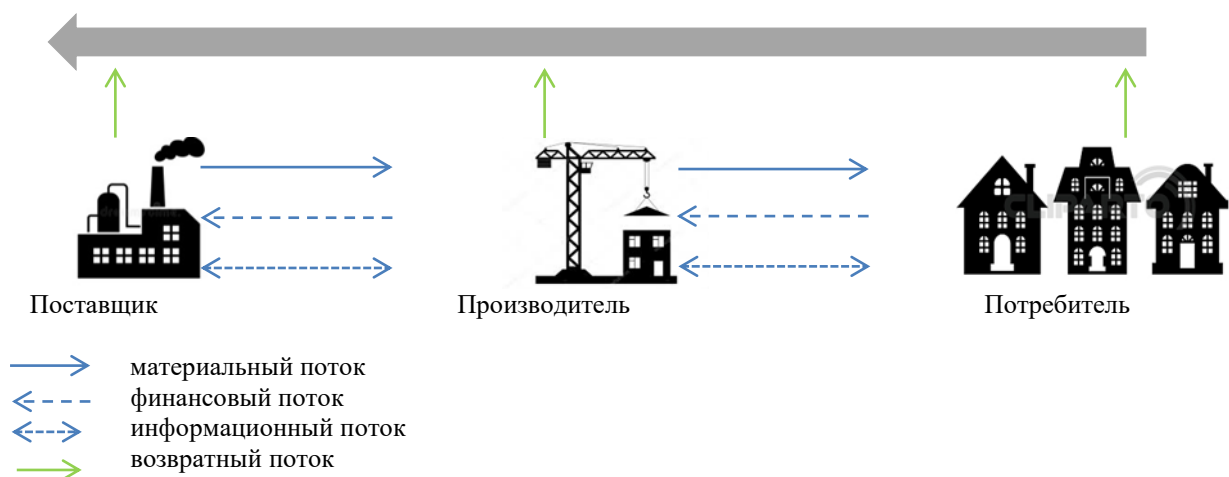 Поставщик
Производитель
Потребитель
материальный поток
финансовый поток
информационный поток
возвратный поток